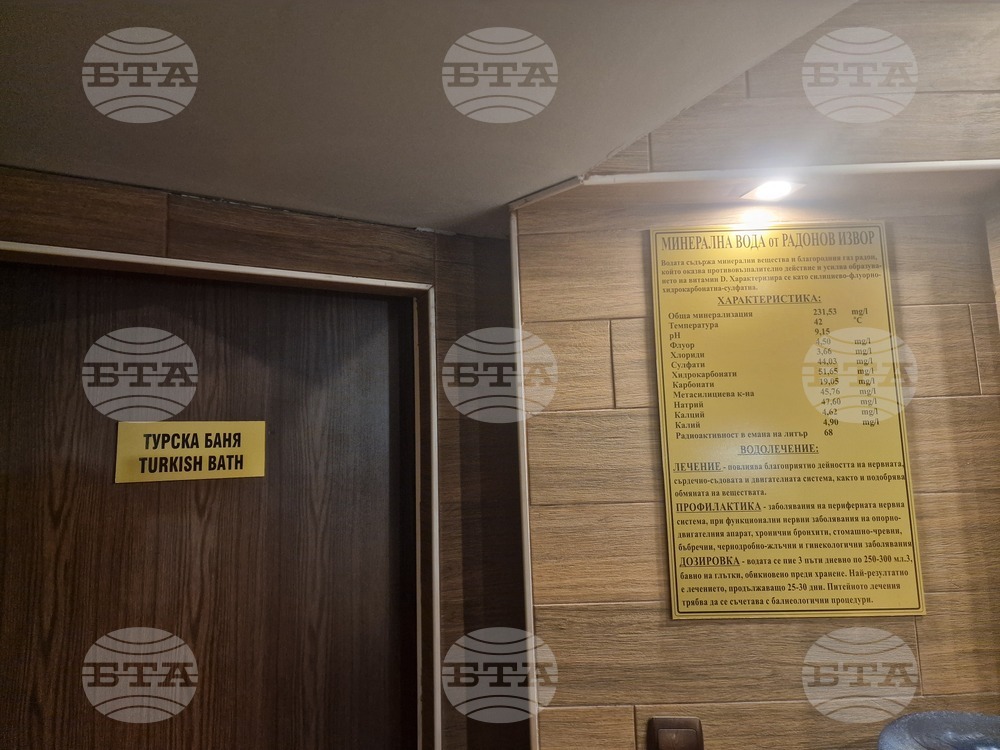 БТА БТА БТА
МИНЕРАЛНА ВОДА от РАДОНОВ ИЗВОР
Водата съдържа минерални вещества и благородния газ радон,
който оказва противовъзпалително действие и усилва образува-
нето на витамин D. Характеризира се като силициево-флуорно-
хидрокарбонатна-сулфатна.
ХАРАКТЕРИСТИКА:
Обща минерализация 231,53 mg/l
Температура 42 °C
pH 9,15
Флуор 4,50 mg/l
Хлориди 3,66 mg/l
Сулфати 44,03 mg/l
Хидрокарбонати 51,65 mg/l
Карбонати 19,05 mg/l
Метасилициева к-на 45,76 mg/l
Натрий 47,60 mg/l
Калций 4,62 mg/l
Калий 4,90 mg/l
Радиоактивност в емана на литър 68
ВОДОЛЕЧЕНИЕ:
ЛЕЧЕНИЕ - повлиява благоприятно дейността на нервната,
сърдечно-съдовата и двигателната система, както и подобрява
обмяната на веществата.
ПРОФИЛАКТИКА - заболявания на периферната нервна
система, при функционални нервни заболявания на опорно-
двигателния апарат, хронични бронхити, стомашно-чревни,
бъбречни, чернодробно-жлъчни и гинекологични заболявания
ДОЗИРОВКА - водата се пие 3 пъти дневно по 250-300 мл.3.
бавно на глътки, обикновено преди хранене. Най-резултатно
е лечението, продължаващо 25-30 дни. Питейното лечения
трябва да се съчетава с балнеологични процедури.
БТА БТА БТА
ТУРСКА БАНЯ
TURKISH BATH
БТА БТА БТА